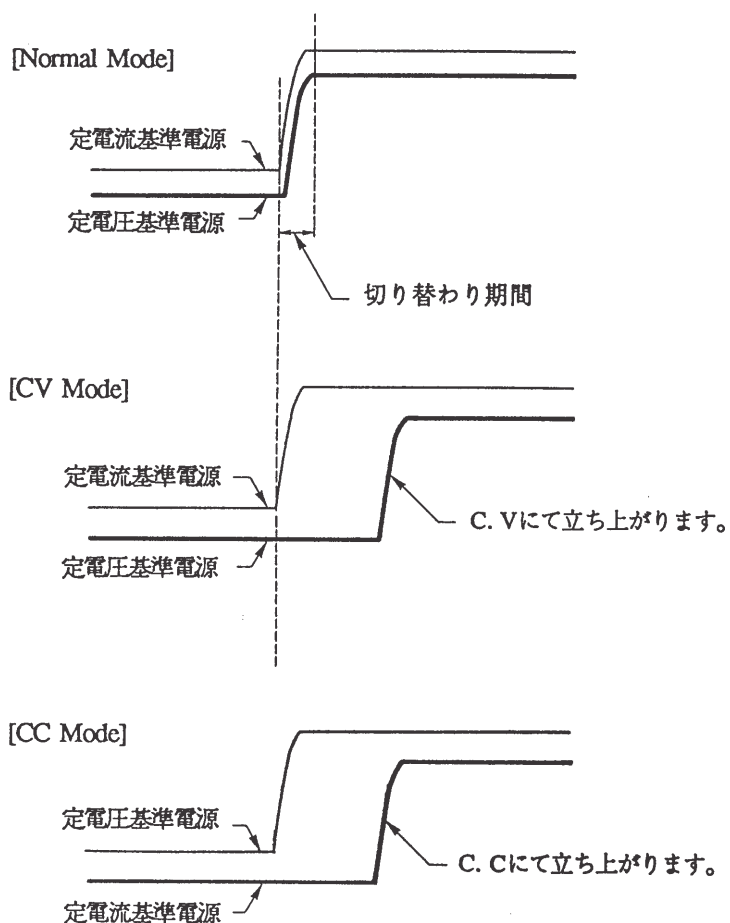 [Normal Mode]
定電流基準電源
定電圧基準電源
切り替わり期間
[CV Mode]
定電流基準電源
C. Vにて立ち上がります。
定電圧基準電源
[CC Mode]
定電圧基準電源
C. Cにて立ち上がります。
定電流基準電源